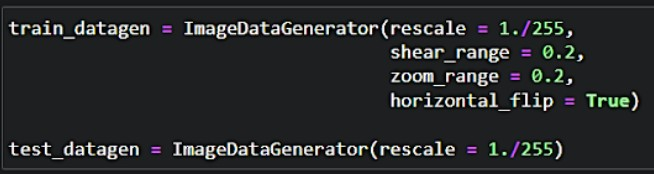 train_datagen = ImageDataGenerator(rescale = 1./255,
shear_range = 0.2,
zoom_range = 0.2,
horizontal_flip = True)
test_datagen = ImageDataGenerator(rescale = 1./255)